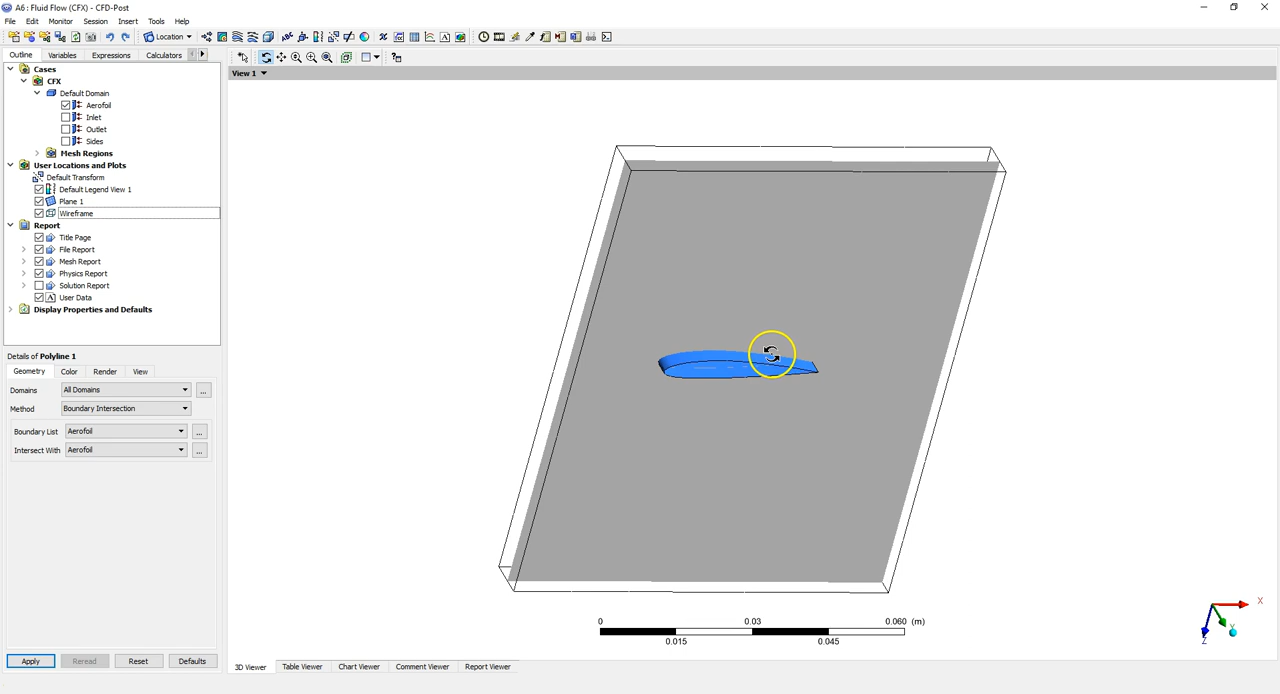 A6 : Fluid Flow (CFX) - CFD-Post
File Edit Monitor Session Insert Tools Help
Location
Outline Variables Expressions Calculators
View 1
Cases
CFX
Default Domain
Aerofoil
Inlet
Outlet
Sides
Mesh Regions
User Locations and Plots
Default Transform
Default Legend View 1
Plane 1
Wireframe
Report
Title Page
File Report
Mesh Report
Physics Report
Solution Report
User Data
Display Properties and Defaults
Details of Polyline 1
Geometry Color Render View
Domains All Domains ...
Method Boundary Intersection
Boundary List Aerofoil ...
Intersect With Aerofoil ...
Apply Reread Reset Defaults
0 0.03 0.060 (m)
0.015 0.045
X
Y
Z
3D Viewer Table Viewer Chart Viewer Comment Viewer Report Viewer